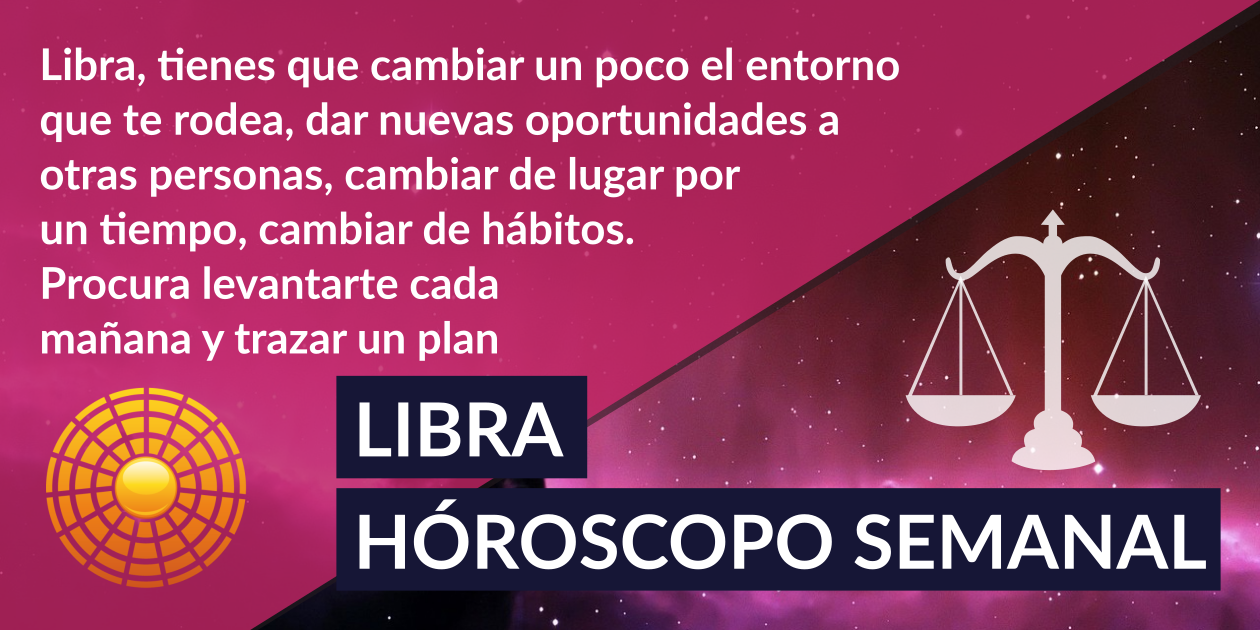 Libra, tienes que cambiar un poco el entorno
que te rodea, dar nuevas oportunidades a
otras personas, cambiar de lugar por
un tiempo, cambiar de hábitos.
Procura levantarte cada
mañana y trazar un plan
LIBRA
HÓROSCOPO SEMANAL